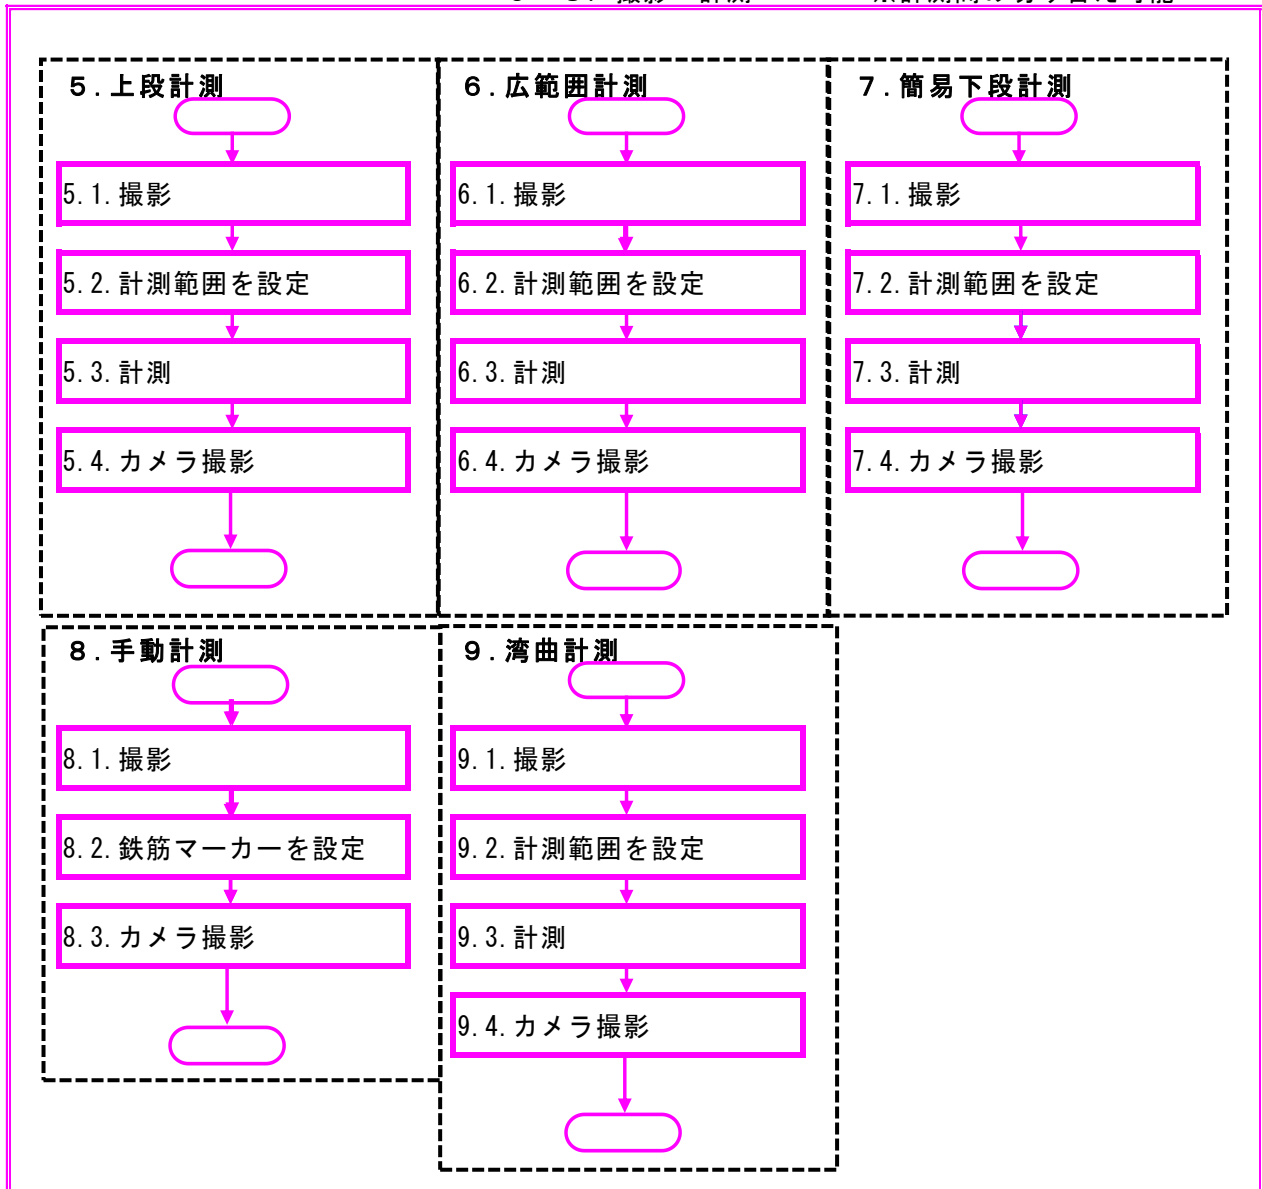 5.上段計測
5.1.撮影
5.2.計測範囲を設定
5.3.計測
5.4.カメラ撮影
6.広範囲計測
6.1.撮影
6.2.計測範囲を設定
6.3.計測
6.4.カメラ撮影
7.簡易下段計測
7.1.撮影
7.2.計測範囲を設定
7.3.計測
7.4.カメラ撮影
8.手動計測
8.1.撮影
8.2.鉄筋マーカーを設定
8.3.カメラ撮影
9.湾曲計測
9.1.撮影
9.2.計測範囲を設定
9.3.計測
9.4.カメラ撮影